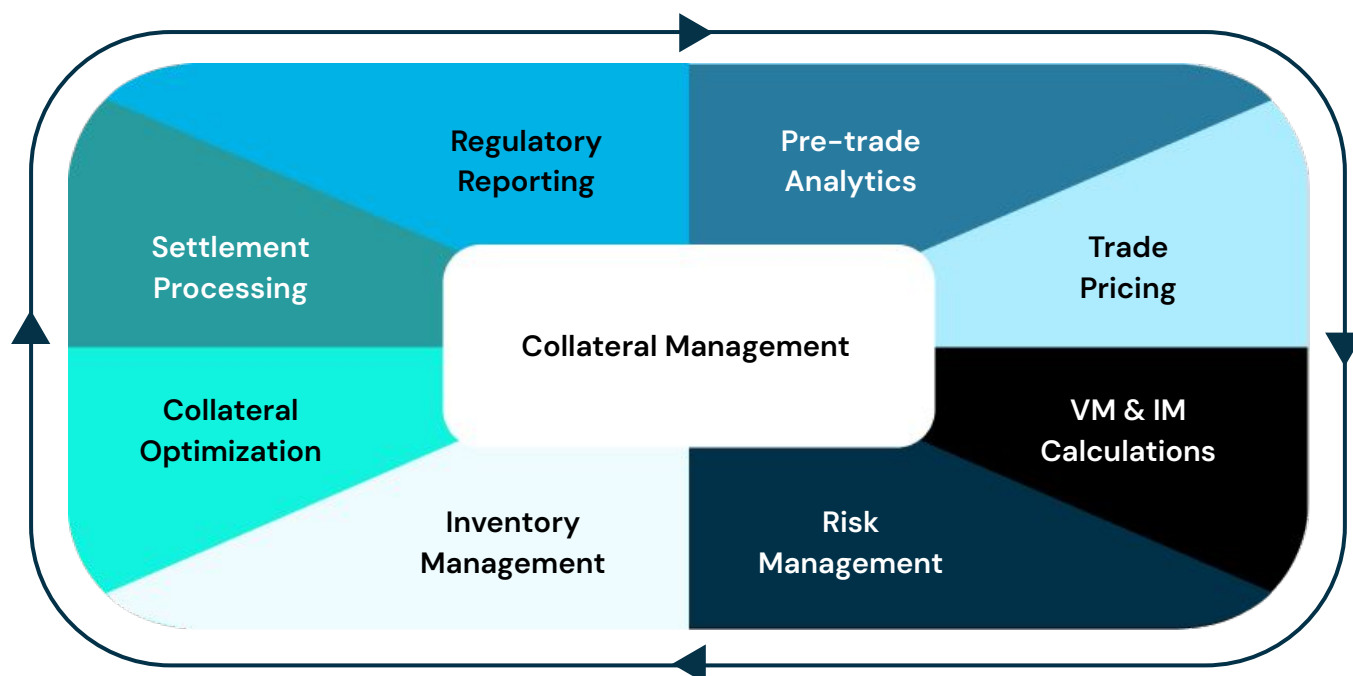 Regulatory
Reporting
Pre-trade
Analytics
Settlement
Processing
Trade
Pricing
Collateral Management
Collateral
Optimization
VM & IM
Calculations
Inventory
Management
Risk
Management